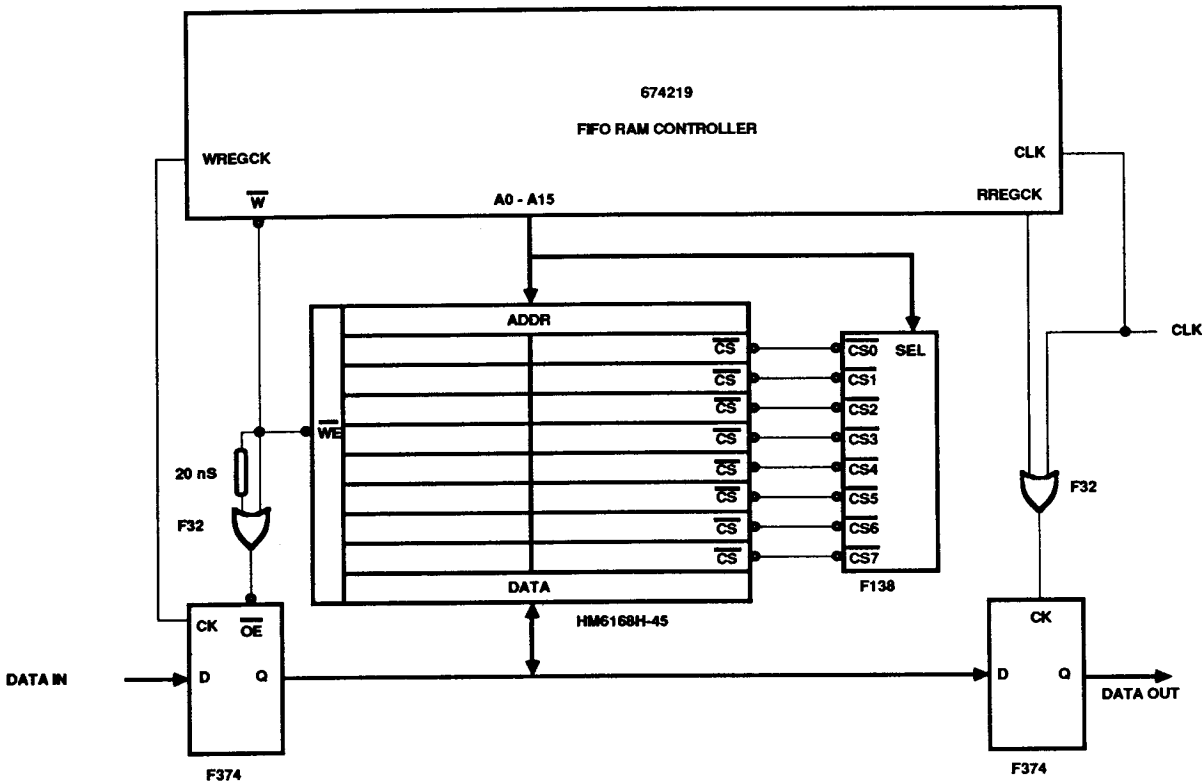 674219
FIFO RAM CONTROLLER
WREGCK
CLK
W
A0 - A15
RREGCK
ADDR
CLK
CS
CS0
SEL
CS
CS1
CS
CS2
WE
CS
CS3
20 nS
CS
CS4
F32
CS
CS5
F32
CS
CS6
CS
CS7
DATA
F138
HM6168H-45
CK
OE
CK
DATA IN
D
Q
D
Q
DATA OUT
F374
F374